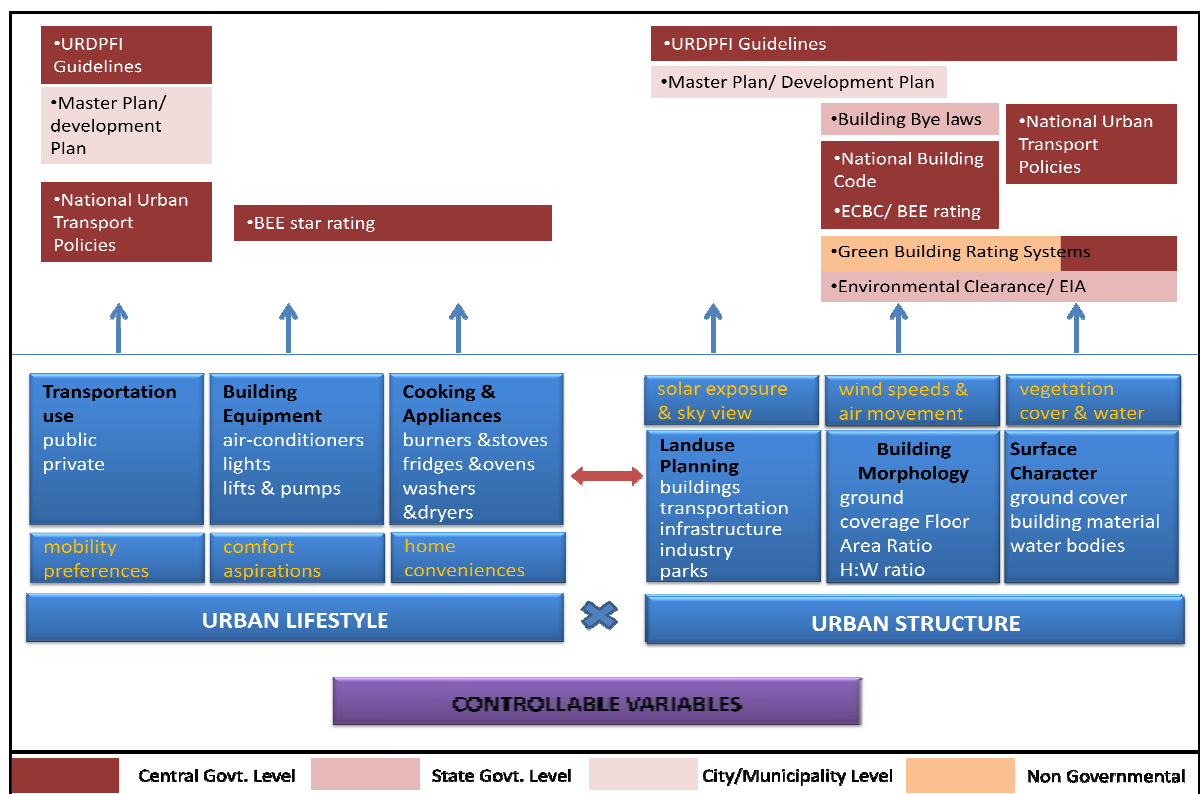 •URDPFI
Guidelines
•Master Plan/
development
Plan
•National Urban
Transport
Policies
•BEE star rating
•URDPFI Guidelines
•Master Plan/ Development Plan
•Building Bye laws
•National Building
Code
•ECBC/ BEE rating
•National Urban
Transport
Policies
•Green Building Rating Systems
•Environmental Clearance/ EIA
Transportation
use
public
private
mobility
preferences
Building
Equipment
air-conditioners
lights
lifts & pumps
comfort
aspirations
Cooking &
Appliances
burners &stoves
fridges &ovens
washers
&dryers
home
conveniences
URBAN LIFESTYLE
solar exposure
& sky view
Landuse
Planning
buildings
transportation
infrastructure
industry
parks
wind speeds &
air movement
Building
Morphology
ground
coverage Floor
Area Ratio
H:W ratio
vegetation
cover & water
Surface
Character
ground cover
building material
water bodies
URBAN STRUCTURE
CONTROLLABLE VARIABLES
Central Govt. Level
State Govt. Level
City/Municipality Level
Non Governmental